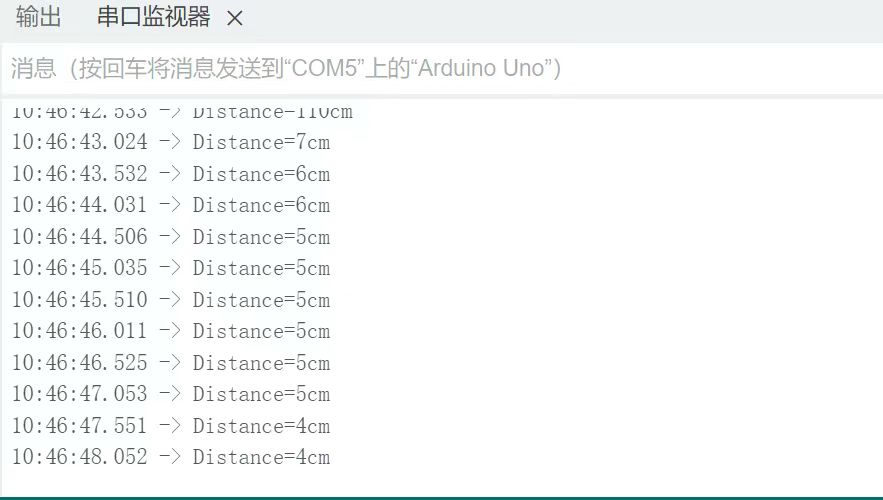 输出 串口监视器 ×
消息（按回车将消息发送到“COM5”上的“Arduino Uno”）
10:46:42.533 -> Distance=110cm
10:46:43.024 -> Distance=7cm
10:46:43.532 -> Distance=6cm
10:46:44.031 -> Distance=6cm
10:46:44.506 -> Distance=5cm
10:46:45.035 -> Distance=5cm
10:46:45.510 -> Distance=5cm
10:46:46.011 -> Distance=5cm
10:46:46.525 -> Distance=5cm
10:46:47.053 -> Distance=5cm
10:46:47.551 -> Distance=4cm
10:46:48.052 -> Distance=4cm